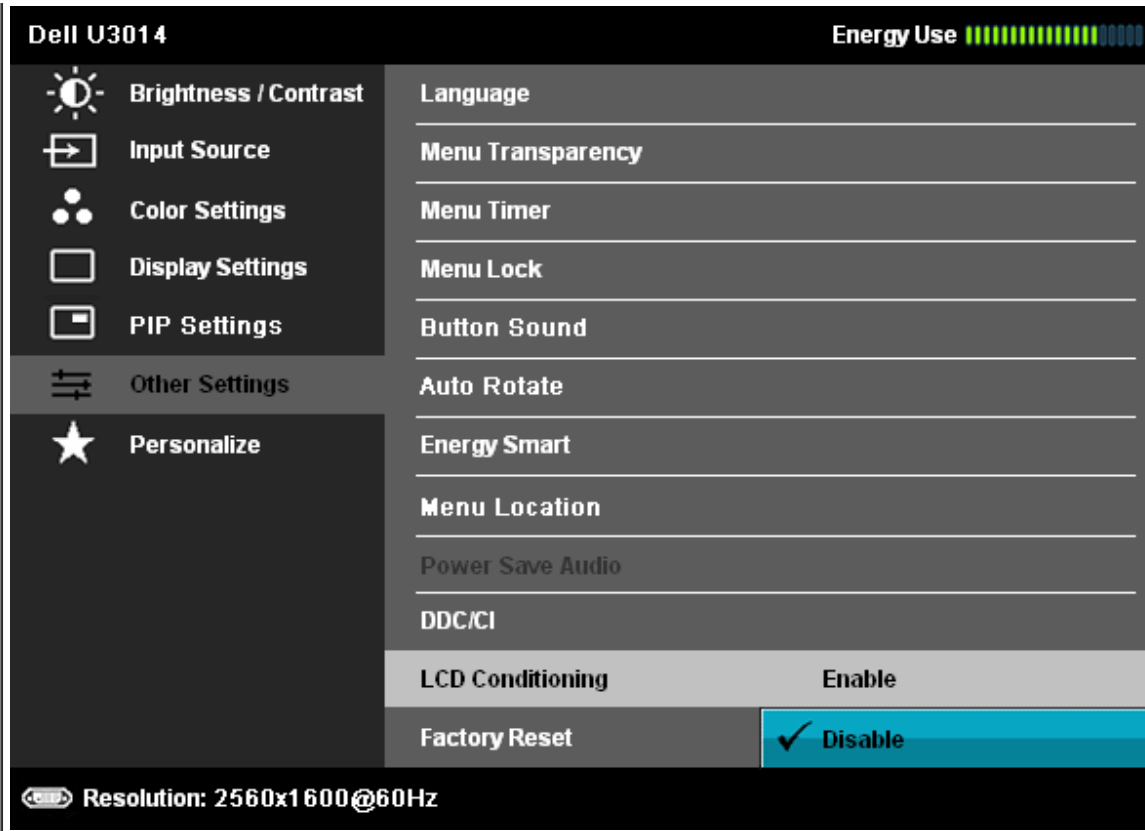 Dell U3014 Energy Use
Brightness / Contrast Language
Input Source Menu Transparency
Color Settings Menu Timer
Display Settings Menu Lock
PIP Settings Button Sound
Other Settings Auto Rotate
Personalize Energy Smart
Menu Location
Power Save Audio
DDC/CI
LCD Conditioning Enable
Factory Reset Disable
Resolution: 2560x1600@60Hz